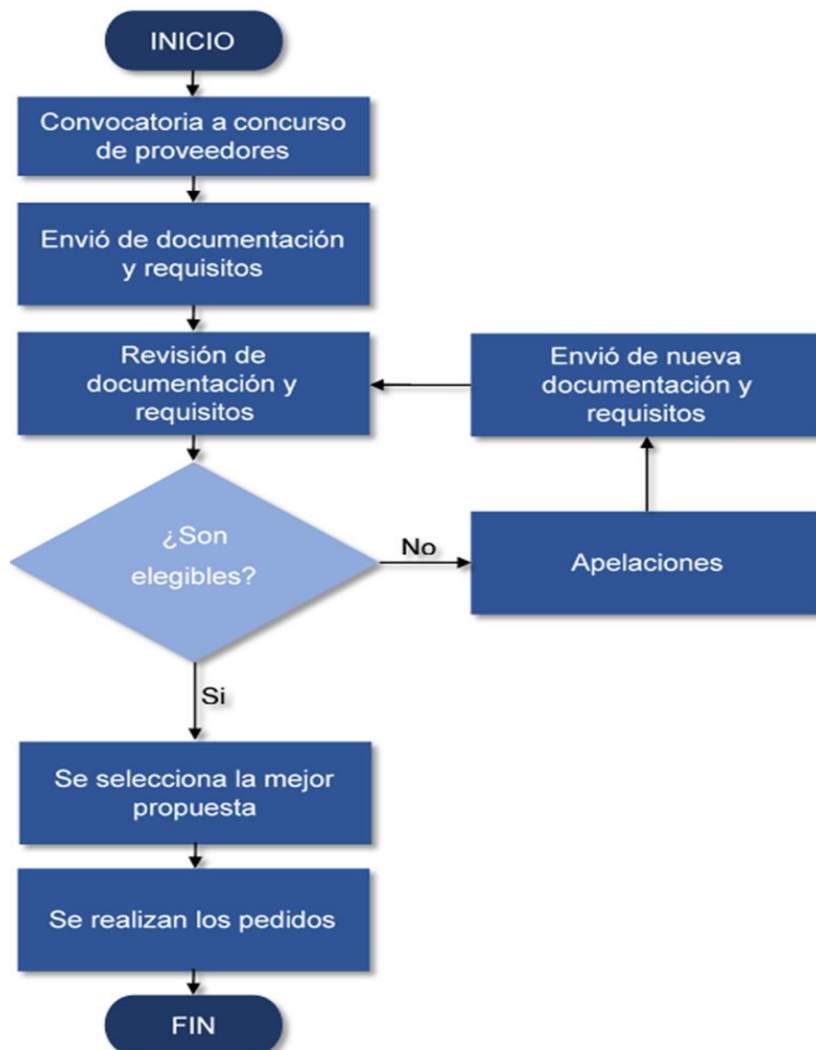 INICIO
Convocatoria a concurso
de proveedores
Envió de documentación
y requisitos
Revisión de
documentación y
requisitos
Envió de nueva
documentación y
requisitos
¿Son
elegibles?
No
Apelaciones
Si
Se selecciona la mejor
propuesta
Se realizan los pedidos
FIN